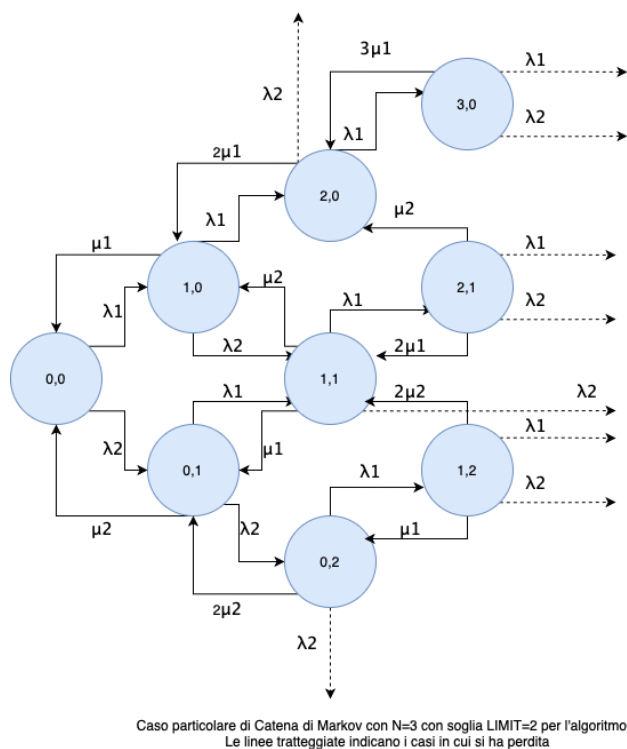 3μ1
λ1
λ2
λ1
3,0
λ2
2μ1
2,0
λ1
μ2
μ1
λ1
1,0
μ2
λ1
2,1
λ1
λ2
λ2
2μ1
0,0
1,1
λ1
2μ2
λ2
λ2
μ1
λ1
0,1
λ1
1,2
μ2
λ2
λ2
μ1
0,2
2μ2
λ2
Caso particolare di Catena di Markov con N=3 con soglia LIMIT=2 per l'algoritmo
Le linee tratteggiate indicano i casi in cui si ha perdita